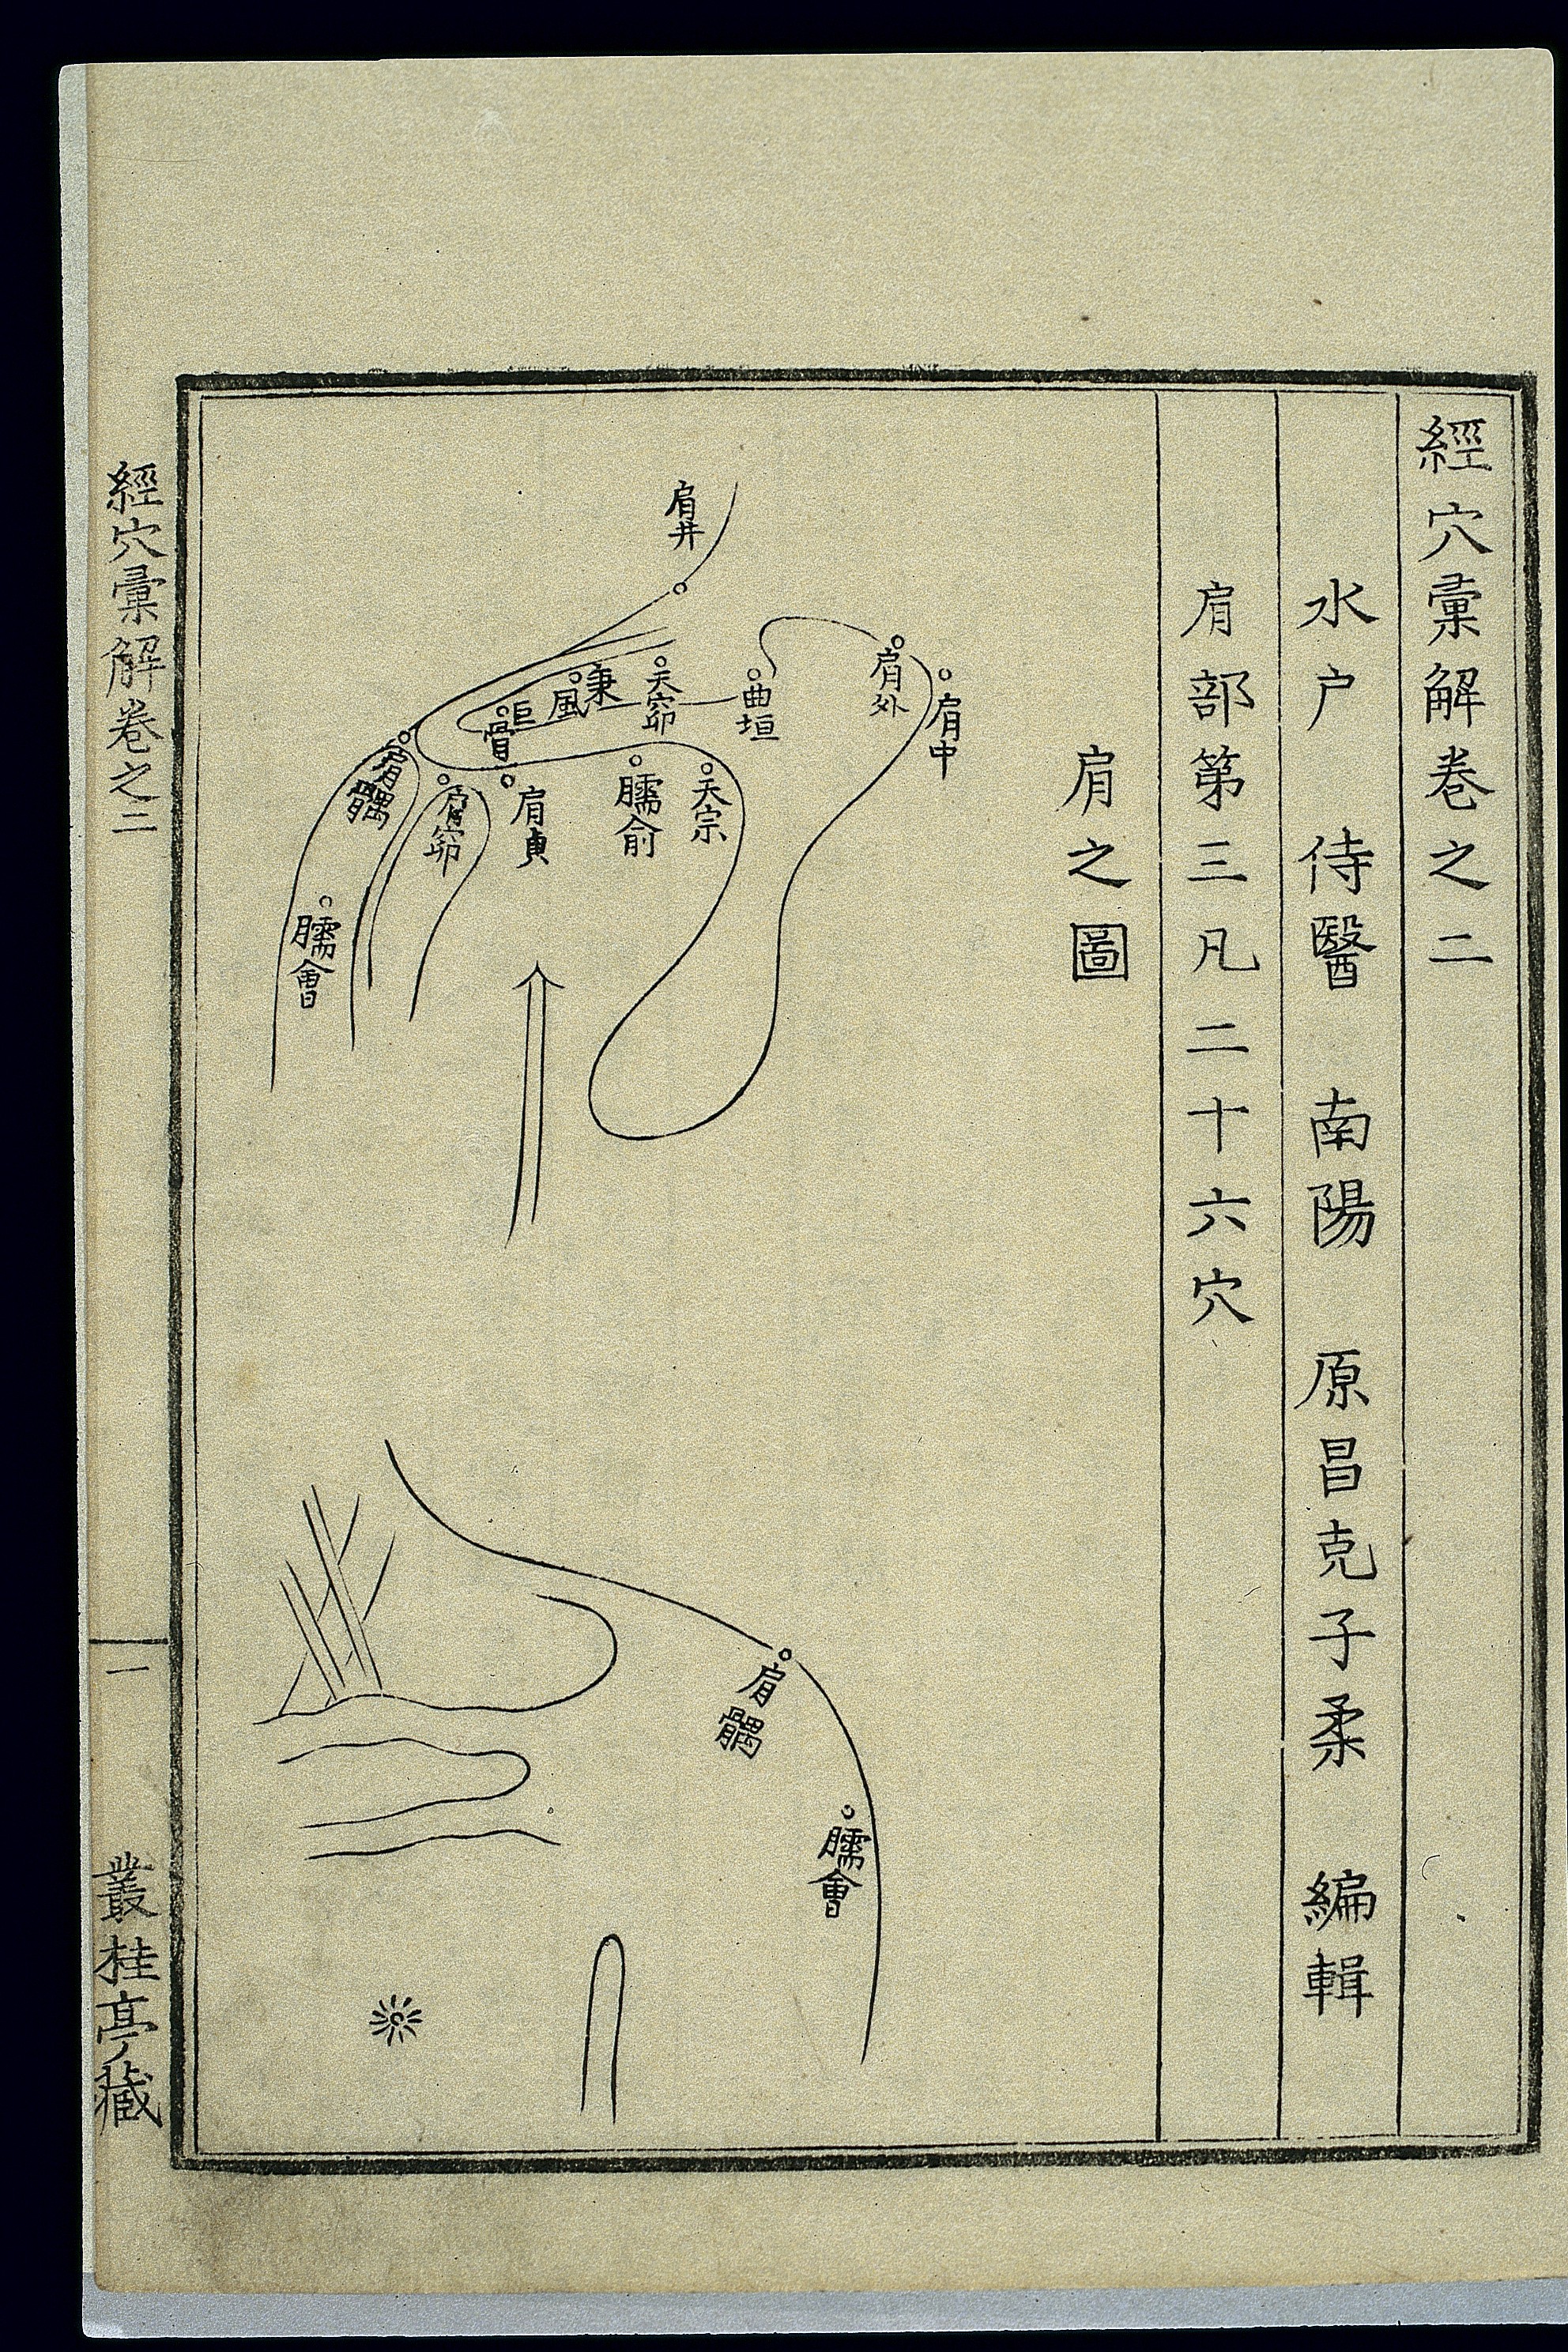 經穴彙解卷之二
水戶 侍醫 南陽 原昌克子柔 編輯
肩部第三凡二十六穴
肩之圖
肩中
肩外
曲垣
肩井
天窌
秉風
巨骨
天宗
臑俞
肩貞
肩窌
肩髃
臑會
肩髃
臑會
經穴彙解卷之二
一
叢桂亭藏